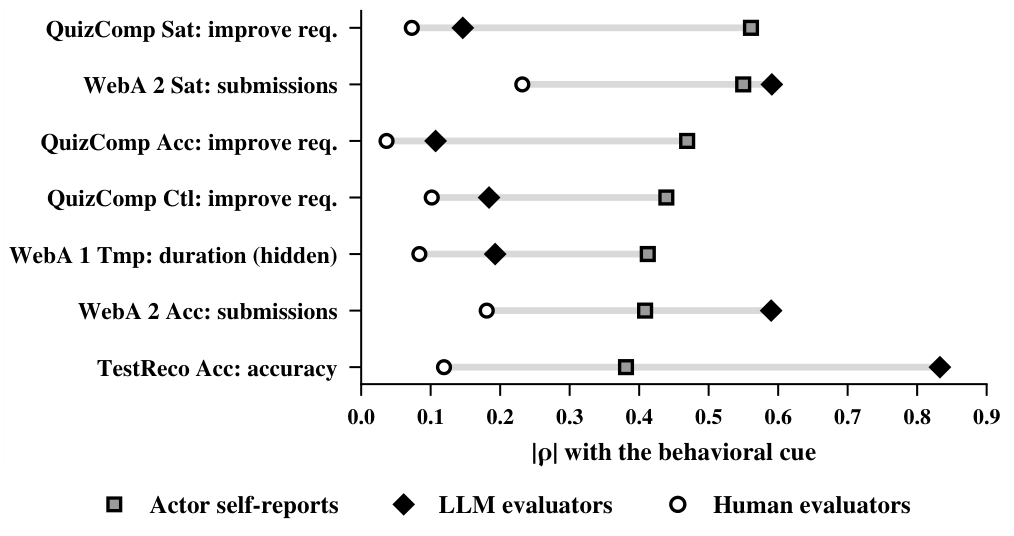 QuizComp Sat: improve req.
WebA 2 Sat: submissions
QuizComp Acc: improve req.
QuizComp Ctl: improve req.
WebA 1 Tmp: duration (hidden)
WebA 2 Acc: submissions
TestReco Acc: accuracy
0.0 0.1 0.2 0.3 0.4 0.5 0.6 0.7 0.8 0.9
|ρ| with the behavioral cue
Actor self-reports LLM evaluators Human evaluators